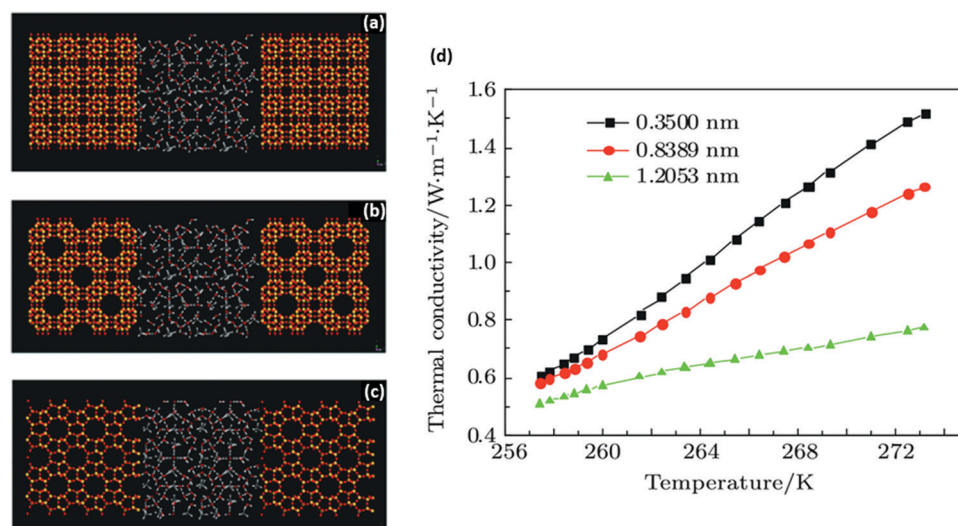 (a)
(b)
(c)
(d)
Thermal conductivity/W·m⁻¹·K⁻¹
1.6
1.4
1.2
1.0
0.8
0.6
0.4
0.3500 nm
0.8389 nm
1.2053 nm
256 260 264 268 272
Temperature/K